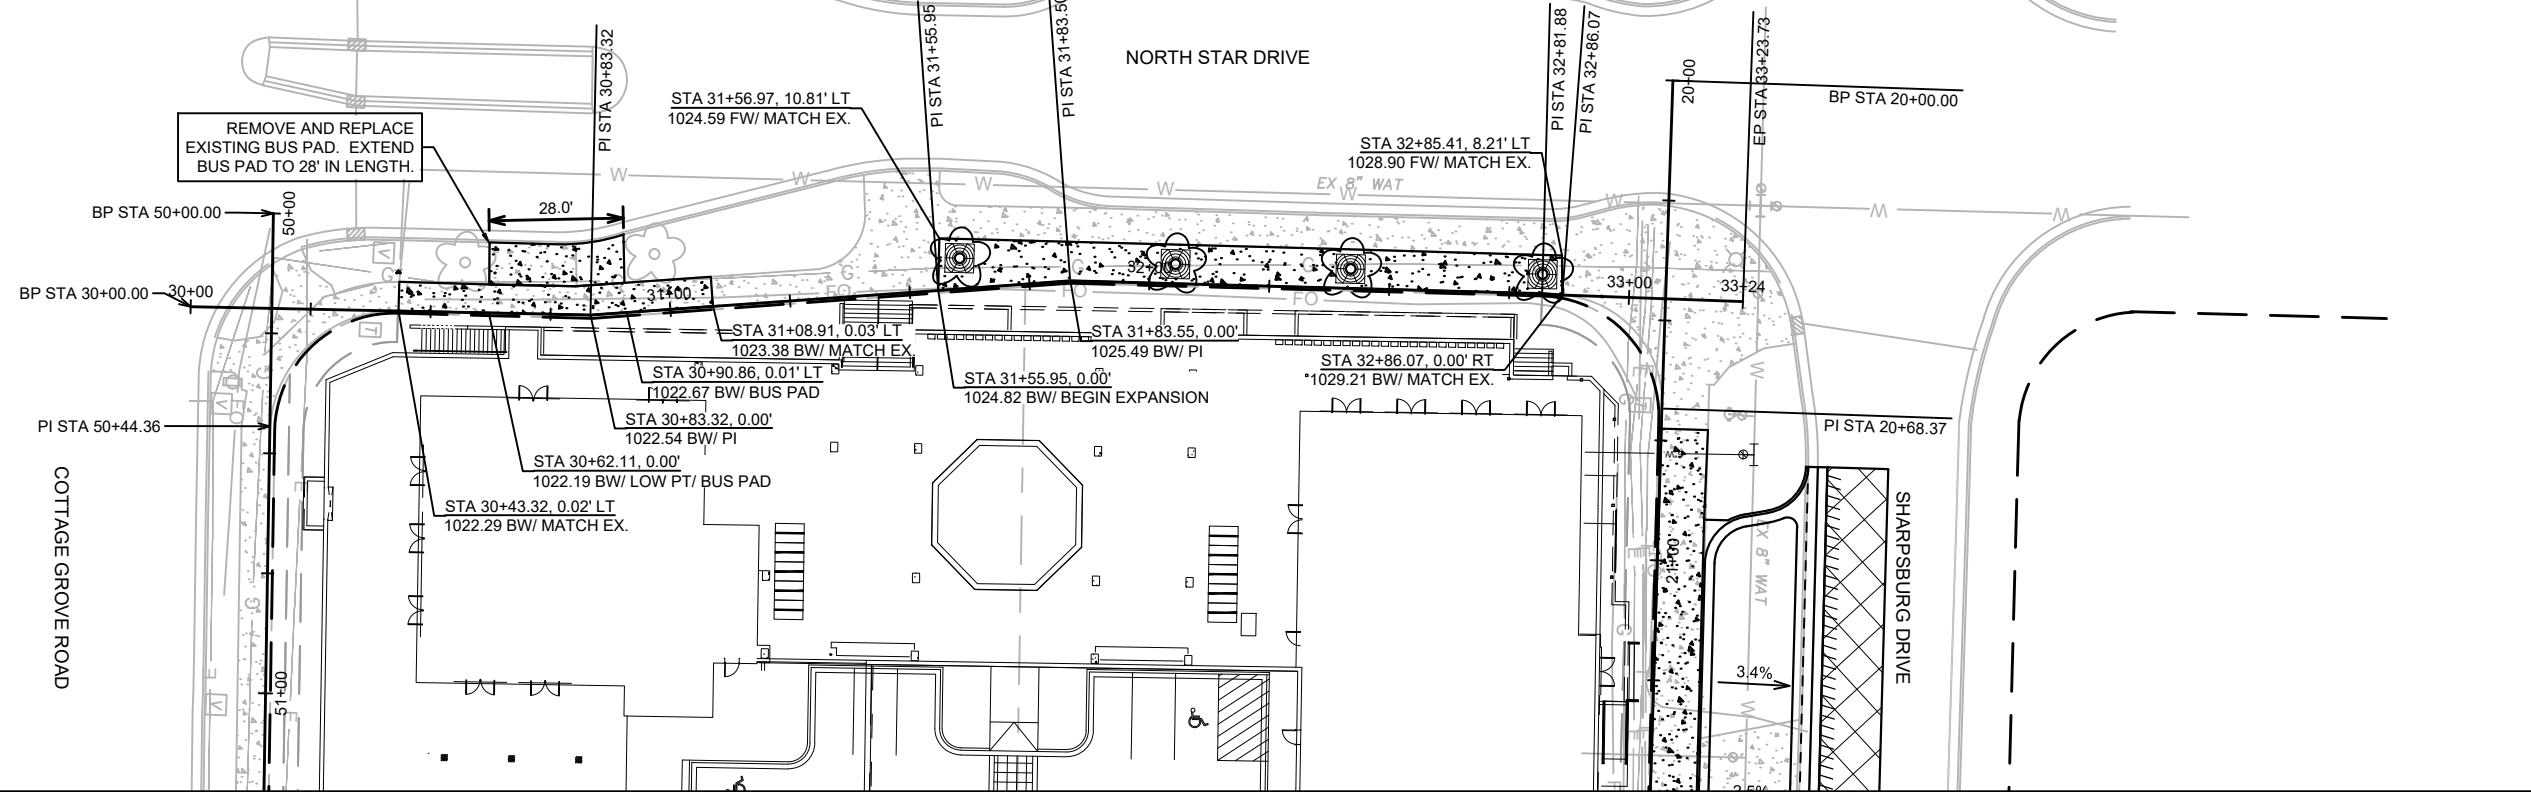 NORTH STAR DRIVE
PI STA 30+83.32
PI STA 31+55.95
PI STA 31+83.50
PI STA 32+81.88
PI STA 32+86.07
EP STA 33+23.73
20+00
BP STA 20+00.00
STA 31+56.97, 10.81' LT
1024.59 FW/ MATCH EX.
REMOVE AND REPLACE
EXISTING BUS PAD. EXTEND
BUS PAD TO 28' IN LENGTH.
STA 32+85.41, 8.21' LT
1028.90 FW/ MATCH EX.
W
W
W
W
EX 8" WAT
W
W
W
W
BP STA 50+00.00
50+00
28.0'
V
G
G
G
G
BP STA 30+00.00
30+00
31+00
32+00
33+00
33+24
FO
FO
FO
T
STA 31+08.91, 0.03' LT
1023.38 BW/ MATCH EX.
STA 31+83.55, 0.00'
1025.49 BW/ PI
STA 30+90.86, 0.01' LT
1022.67 BW/ BUS PAD
STA 31+55.95, 0.00'
1024.82 BW/ BEGIN EXPANSION
STA 32+86.07, 0.00' RT
1029.21 BW/ MATCH EX.
STA 30+83.32, 0.00'
1022.54 BW/ PI
PI STA 50+44.36
PI STA 20+68.37
STA 30+62.11, 0.00'
1022.19 BW/ LOW PT/ BUS PAD
STA 30+43.32, 0.02' LT
1022.29 BW/ MATCH EX.
COTTAGE GROVE ROAD
SHARPSBURG DRIVE
21+00
EX 8" WAT
51+00
V
FO
G
E
V
E
E
G
W
W
3.4%